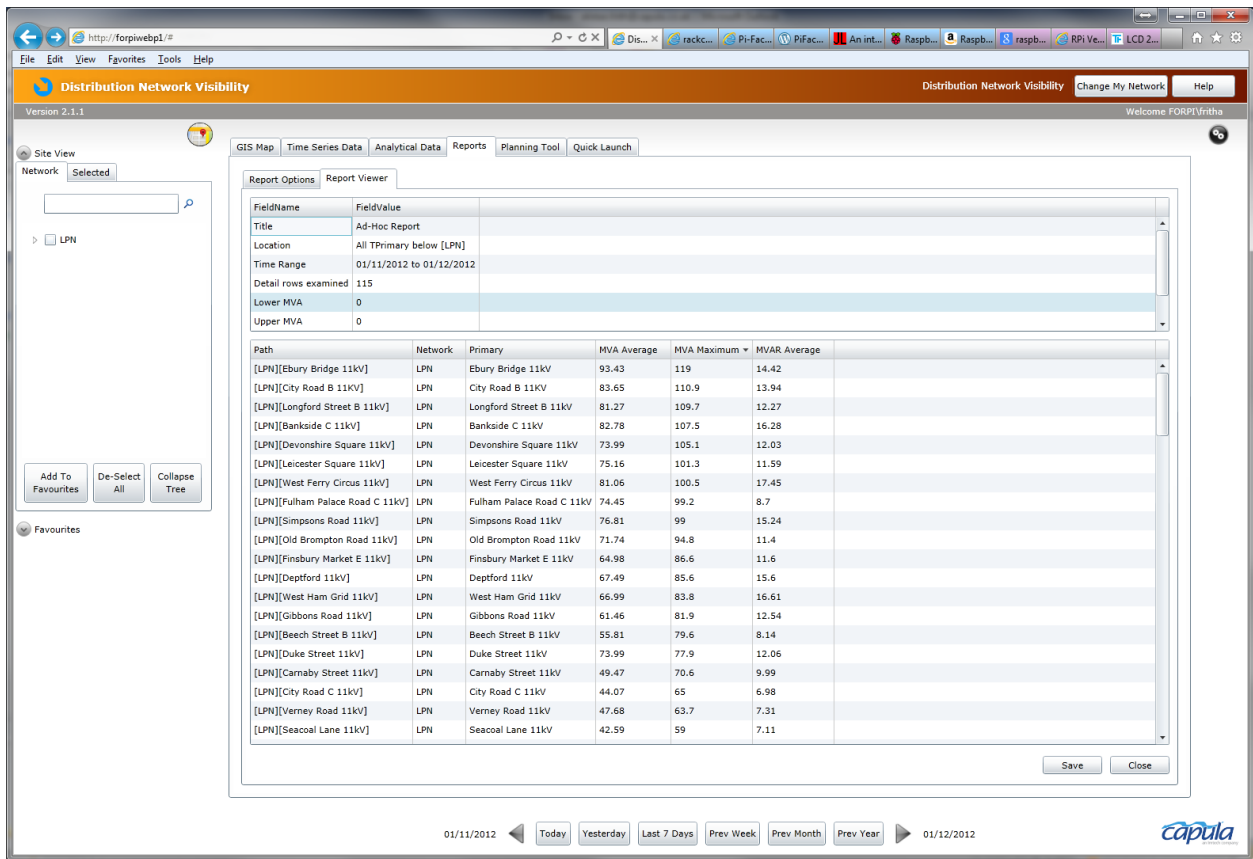 http://forpiwebp1/#
Dis...
rackc...
Pi-Fac...
PiFac...
An int...
Raspb...
Raspb...
raspb...
RPi Ve...
LCD 2...
File Edit View Favorites Tools Help
Distribution Network Visibility
Distribution Network Visibility
Change My Network
Help
Version 2.1.1
Welcome FORPI\fritha
Site View
Network Selected
LPN
Add To Favourites
De-Select All
Collapse Tree
Favourites
GIS Map Time Series Data Analytical Data Reports Planning Tool Quick Launch
Report Options Report Viewer
FieldName FieldValue
Title Ad-Hoc Report
Location All TPrimary below [LPN]
Time Range 01/11/2012 to 01/12/2012
Detail rows examined 115
Lower MVA 0
Upper MVA 0
Path Network Primary MVA Average MVA Maximum MVAR Average
[LPN][Ebury Bridge 11kV] LPN Ebury Bridge 11kV 93.43 119 14.42
[LPN][City Road B 11KV] LPN City Road B 11KV 83.65 110.9 13.94
[LPN][Longford Street B 11kV] LPN Longford Street B 11kV 81.27 109.7 12.27
[LPN][Bankside C 11kV] LPN Bankside C 11kV 82.78 107.5 16.28
[LPN][Devonshire Square 11kV] LPN Devonshire Square 11kV 73.99 105.1 12.03
[LPN][Leicester Square 11kV] LPN Leicester Square 11kV 75.16 101.3 11.59
[LPN][West Ferry Circus 11kV] LPN West Ferry Circus 11kV 81.06 100.5 17.45
[LPN][Fulham Palace Road C 11kV] LPN Fulham Palace Road C 11kV 74.45 99.2 8.7
[LPN][Simpsons Road 11kV] LPN Simpsons Road 11kV 76.81 99 15.24
[LPN][Old Brompton Road 11kV] LPN Old Brompton Road 11kV 71.74 94.8 11.4
[LPN][Finsbury Market E 11kV] LPN Finsbury Market E 11kV 64.98 86.6 11.6
[LPN][Deptford 11kV] LPN Deptford 11kV 67.49 85.6 15.6
[LPN][West Ham Grid 11kV] LPN West Ham Grid 11kV 66.99 83.8 16.61
[LPN][Gibbons Road 11kV] LPN Gibbons Road 11kV 61.46 81.9 12.54
[LPN][Beech Street B 11kV] LPN Beech Street B 11kV 55.81 79.6 8.14
[LPN][Duke Street 11kV] LPN Duke Street 11kV 73.99 77.9 12.06
[LPN][Carnaby Street 11kV] LPN Carnaby Street 11kV 49.47 70.6 9.99
[LPN][City Road C 11kV] LPN City Road C 11kV 44.07 65 6.98
[LPN][Verney Road 11kV] LPN Verney Road 11kV 47.68 63.7 7.31
[LPN][Seacoal Lane 11kV] LPN Seacoal Lane 11kV 42.59 59 7.11
Save Close
01/11/2012 Today Yesterday Last 7 Days Prev Week Prev Month Prev Year 01/12/2012
capula